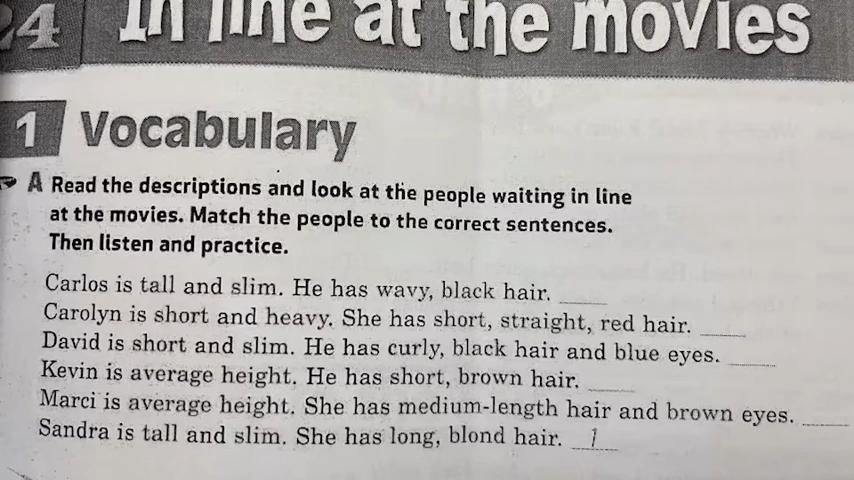 24 In line at the movies
1 Vocabulary
A Read the descriptions and look at the people waiting in line
at the movies. Match the people to the correct sentences.
Then listen and practice.
Carlos is tall and slim. He has wavy, black hair. ____
Carolyn is short and heavy. She has short, straight, red hair. ____
David is short and slim. He has curly, black hair and blue eyes. ____
Kevin is average height. He has short, brown hair. ____
Marci is average height. She has medium-length hair and brown eyes. ____
Sandra is tall and slim. She has long, blond hair. 1